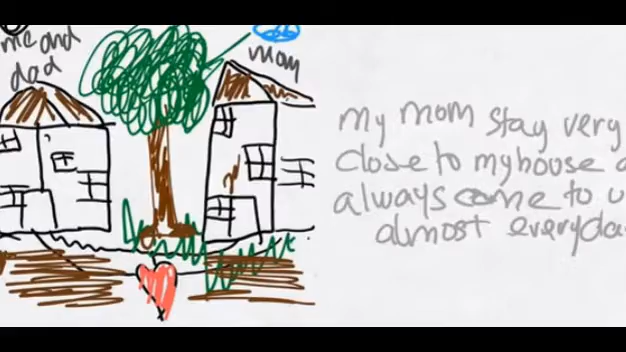 me and
dad
mom
my mom stay very
close to my house
always come to
almost everyday